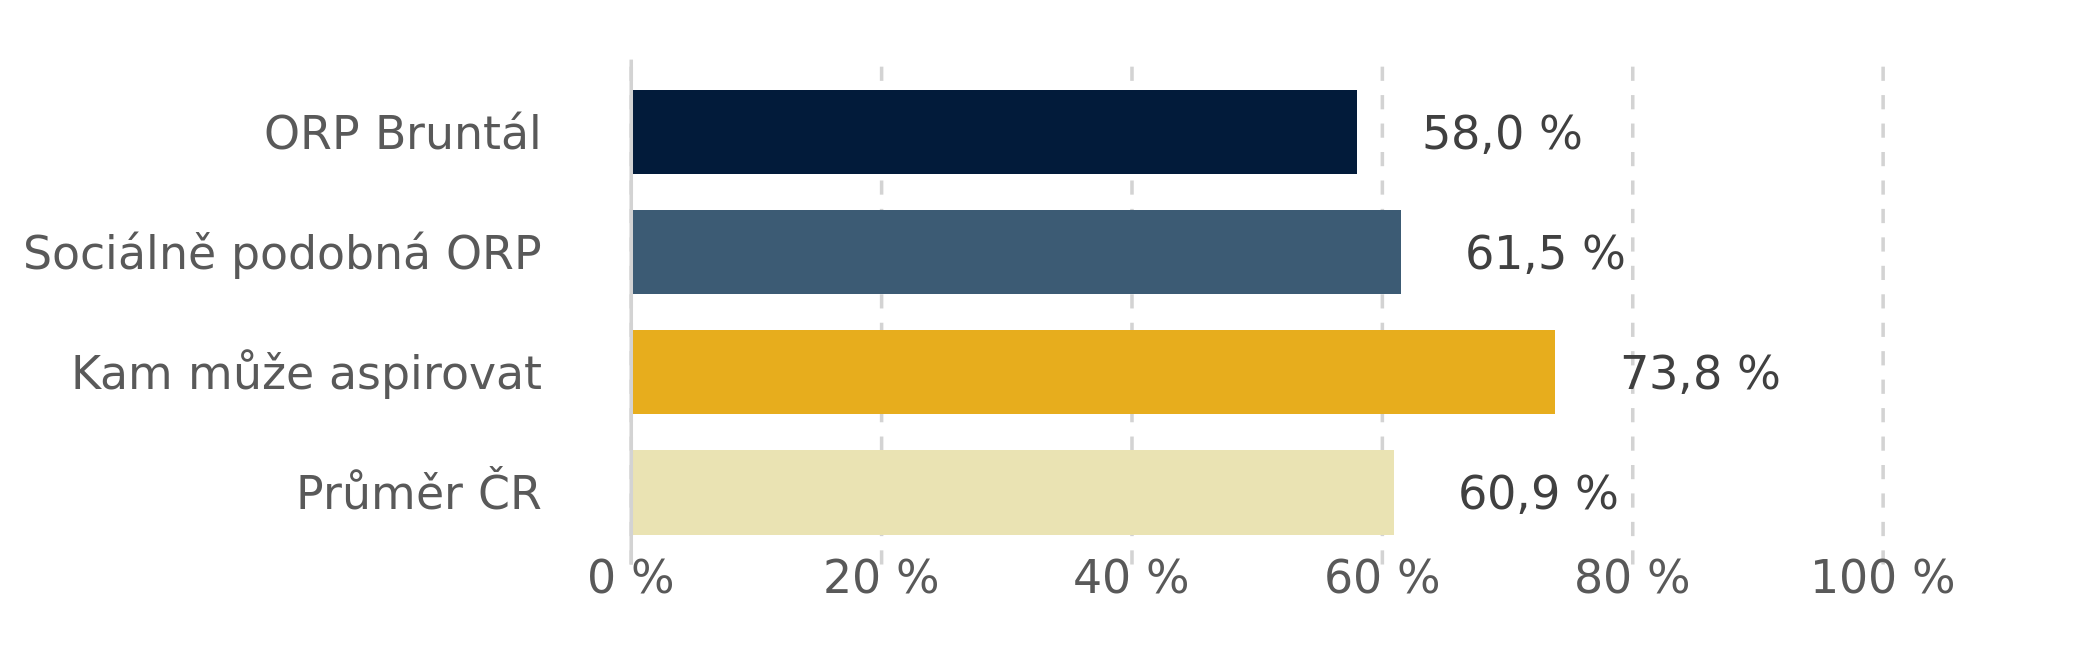 ORP Bruntál 58,0 %
Sociálně podobná ORP 61,5 %
Kam může aspirovat 73,8 %
Průměr ČR 60,9 %
0 % 20 % 40 % 60 % 80 % 100 %